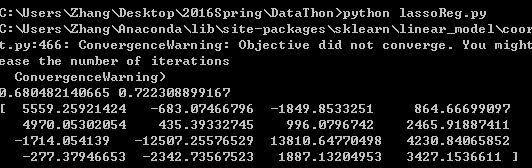 C:\Users\Zhang\Desktop\2016Spring\DataThon>python lassoReg.py
C:\Users\Zhang\Anaconda\lib\site-packages\sklearn\linear_model\coor
t.py:466: ConvergenceWarning: Objective did not converge. You might
ease the number of iterations
ConvergenceWarning)
0.680482140665 0.722308899167
[ 5559.25921424 -683.07466796 -1849.8533251 864.66699097
4970.05302054 435.39332745 996.0796742 2465.91887411
-1714.054139 -12507.25576529 13810.64770498 4230.84065852
-277.37946653 -2342.73567523 1887.13204953 3427.1536611 ]